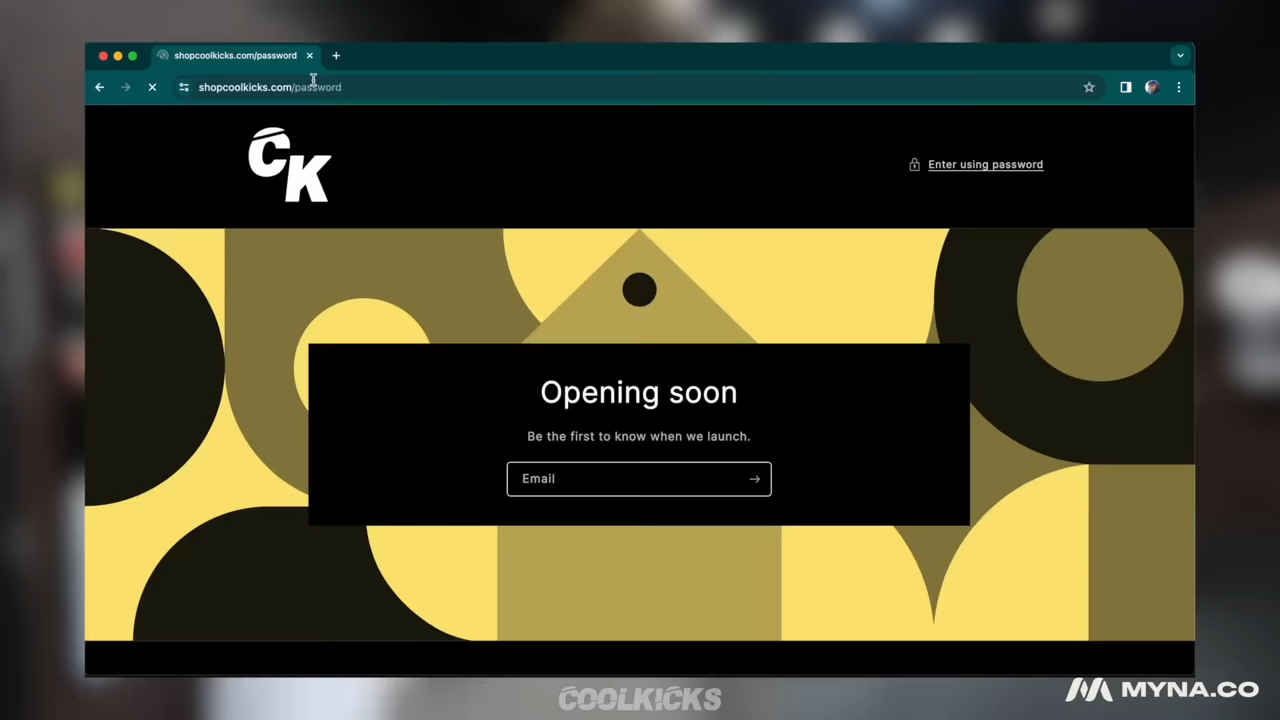 shopcoolkicks.com/password
shopcoolkicks.com/password
CK
Enter using password
Opening soon
Be the first to know when we launch.
Email
COOLKICKS
MYNA.CO